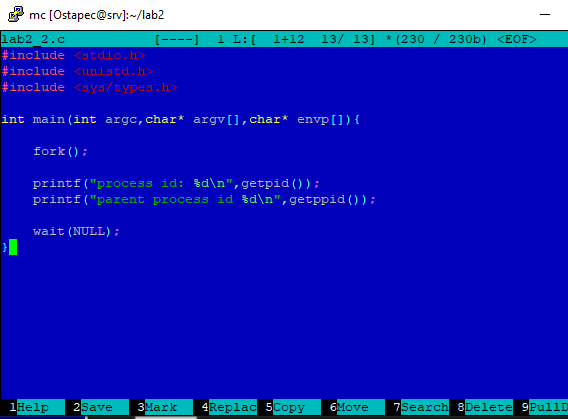 mc [Ostapec@srv]:~/lab2
lab2_2.c [----] 1 L:[ 1+12 13/ 13] *(230 / 230b) <EOF>
#include <stdio.h>
#include <unistd.h>
#include <sys/types.h>
int main(int argc,char* argv[],char* envp[]){
fork();
printf("process id: %d\n",getpid());
printf("parent process id %d\n",getppid());
wait(NULL);
}
1Help 2Save 3Mark 4Replac 5Copy 6Move 7Search 8Delete 9PullD